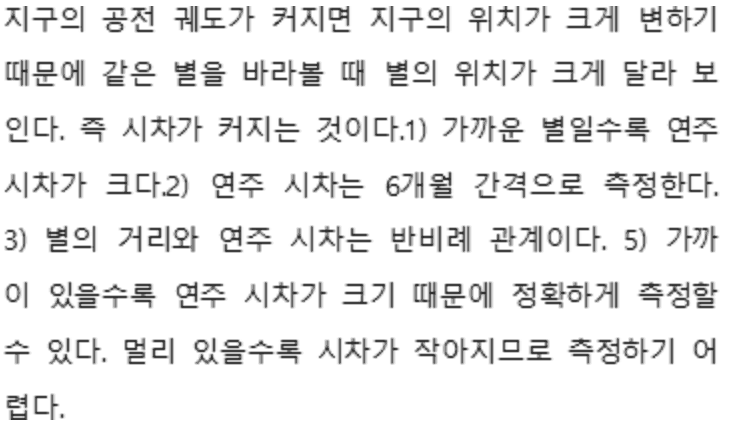 지구의 공전 궤도가 커지면 지구의 위치가 크게 변하기
때문에 같은 별을 바라볼 때 별의 위치가 크게 달라 보
인다. 즉 시차가 커지는 것이다.1) 가까운 별일수록 연주
시차가 크다.2) 연주 시차는 6개월 간격으로 측정한다.
3) 별의 거리와 연주 시차는 반비례 관계이다. 5) 가까
이 있을수록 연주 시차가 크기 때문에 정확하게 측정할
수 있다. 멀리 있을수록 시차가 작아지므로 측정하기 어
렵다.